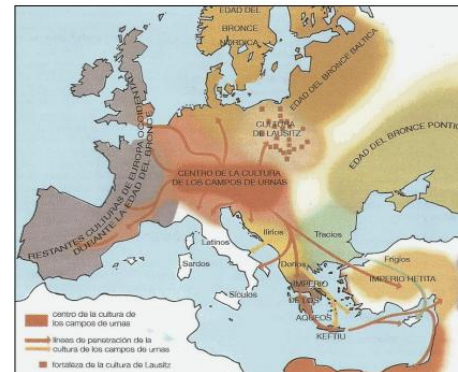 EDAD DEL
BRONCE
NÓRDICA
EDAD DEL BRONCE BÁLTICA
CULTURA
DE LAUSITZ
EDAD DEL BRONCE PONTICA
RESTANTES CULTURAS DE EUROPA OCCIDENTAL
DURANTE LA EDAD DEL BRONCE
CENTRO DE LA CULTURA
DE LOS CAMPOS DE URNAS
Latinos
Ilirios
Tracios
Sardos
Dorios
Frigios
IMPERIO HETITA
Sículos
IMPERIO
DE LOS
AQUEOS
KEFTIU
centro de la cultura de
los campos de urnas
líneas de penetración de la
cultura de los campos de urnas
fortaleza de la cultura de Lausitz